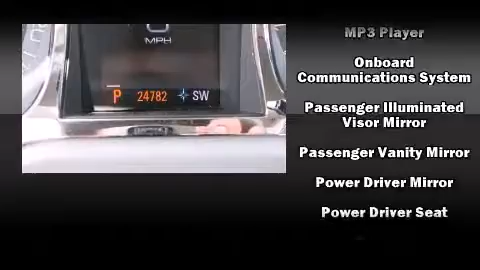 MPH
P 24782 SW
MP3 Player
Onboard
Communications System
Passenger Illuminated
Visor Mirror
Passenger Vanity Mirror
Power Driver Mirror
Power Driver Seat